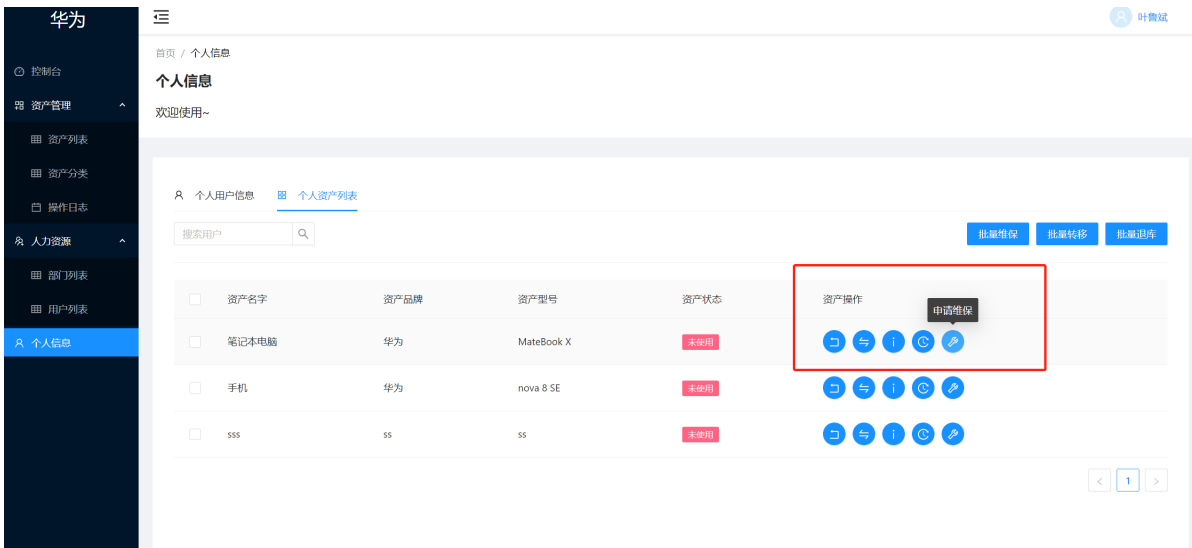 华为
叶鲁斌
首页 / 个人信息
个人信息
欢迎使用~
控制台
资产管理
资产列表
资产分类
操作日志
人力资源
部门列表
用户列表
个人信息
个人用户信息 个人资产列表
搜索用户
批量维保 批量转移 批量退库
资产名字 资产品牌 资产型号 资产状态 资产操作
申请维保
笔记本电脑 华为 MateBook X 未使用
手机 华为 nova 8 SE 未使用
sss ss ss 未使用
< 1 >